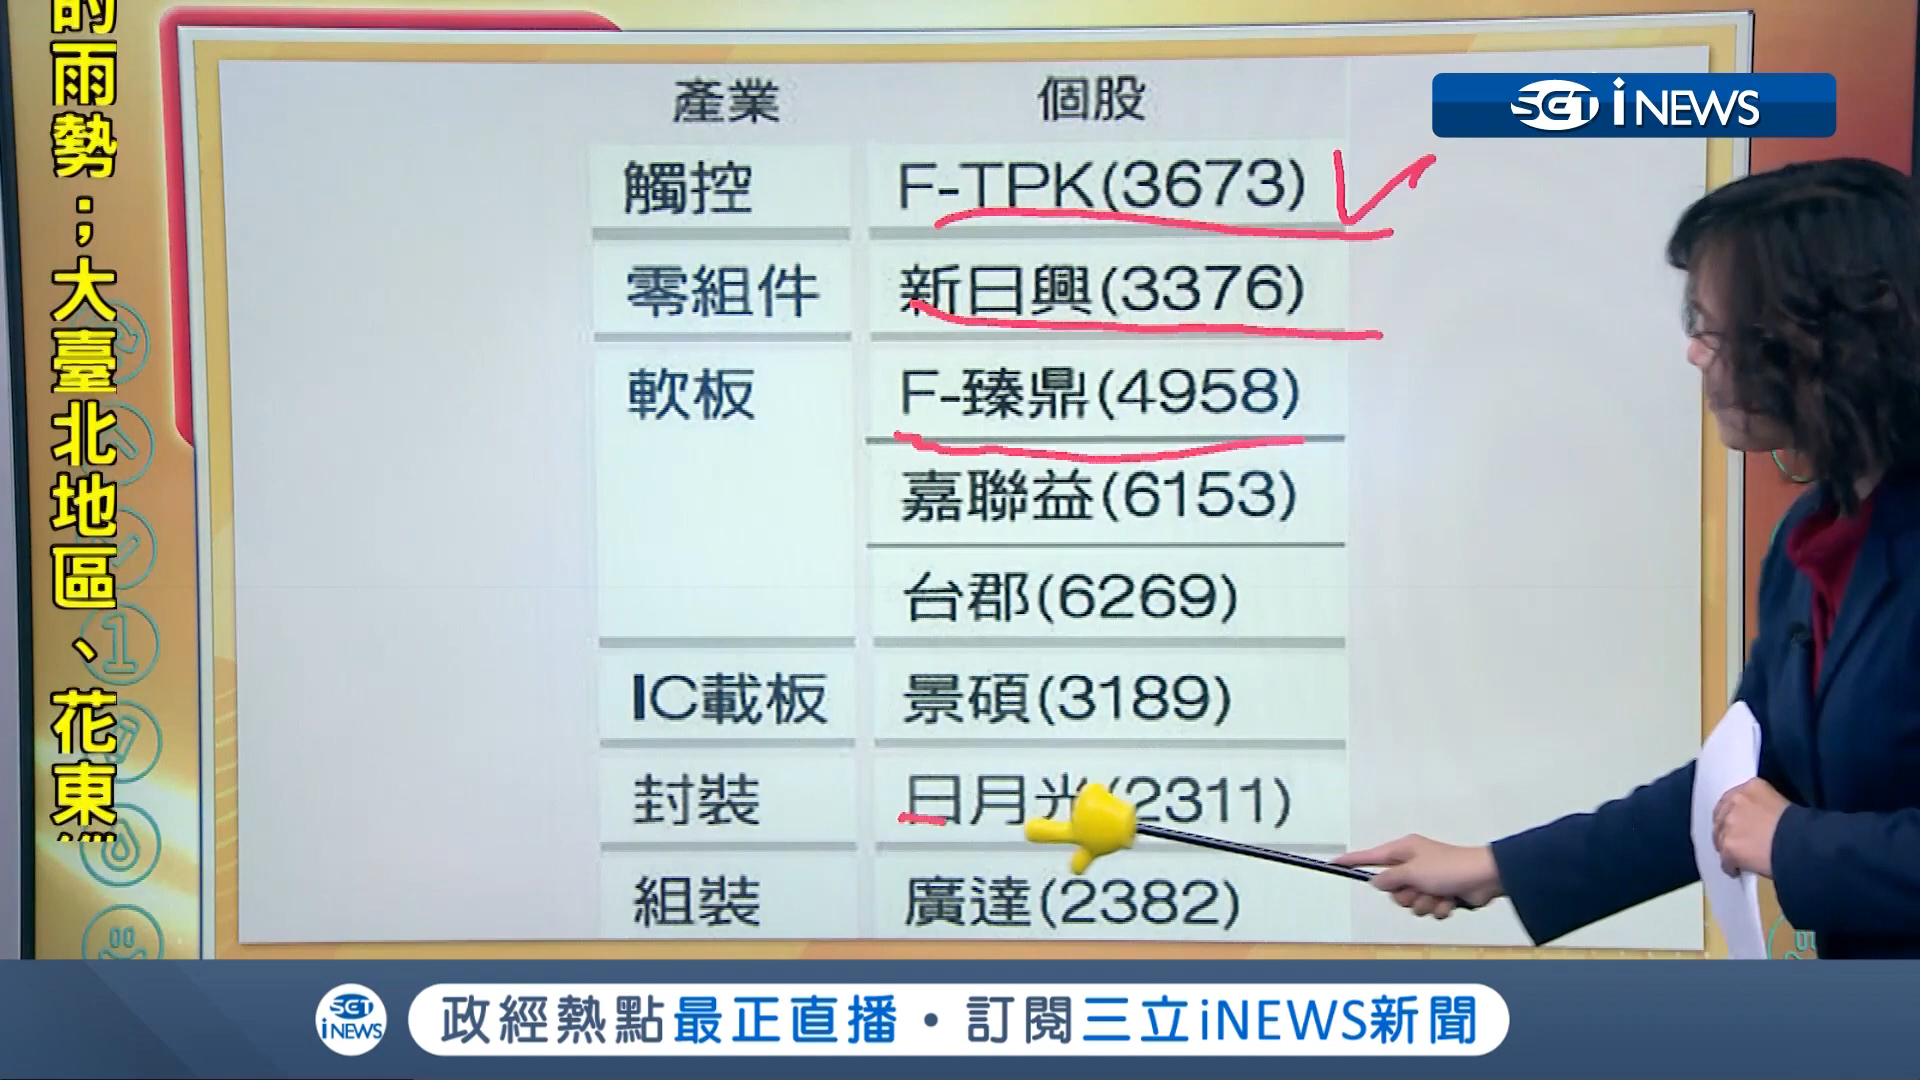 的雨勢；大臺北地區、花東
SET iNEWS
產業 個股
觸控 F-TPK(3673)
零組件 新日興(3376)
軟板 F-臻鼎(4958)
嘉聯益(6153)
台郡(6269)
IC載板 景碩(3189)
封裝 日月光(2311)
組裝 廣達(2382)
SET iNEWS
政經熱點最正直播・訂閱三立iNEWS新聞